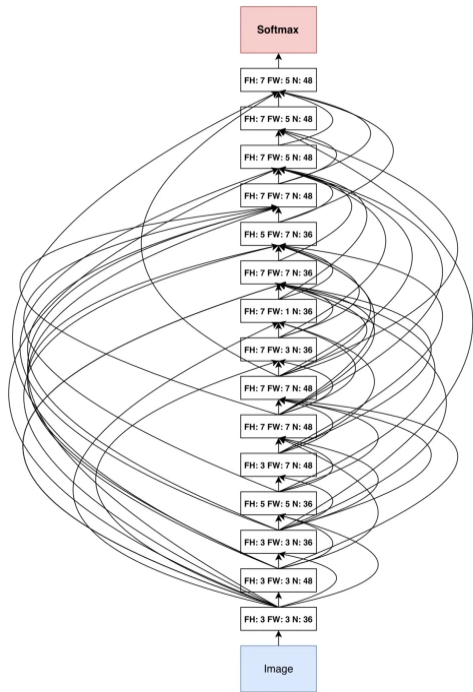 Softmax
FH: 7 FW: 5 N: 48
FH: 7 FW: 5 N: 48
FH: 7 FW: 5 N: 48
FH: 7 FW: 7 N: 48
FH: 5 FW: 7 N: 36
FH: 7 FW: 7 N: 36
FH: 7 FW: 1 N: 36
FH: 7 FW: 3 N: 36
FH: 7 FW: 7 N: 48
FH: 7 FW: 7 N: 48
FH: 3 FW: 7 N: 48
FH: 5 FW: 5 N: 36
FH: 3 FW: 3 N: 36
FH: 3 FW: 3 N: 48
FH: 3 FW: 3 N: 36
Image